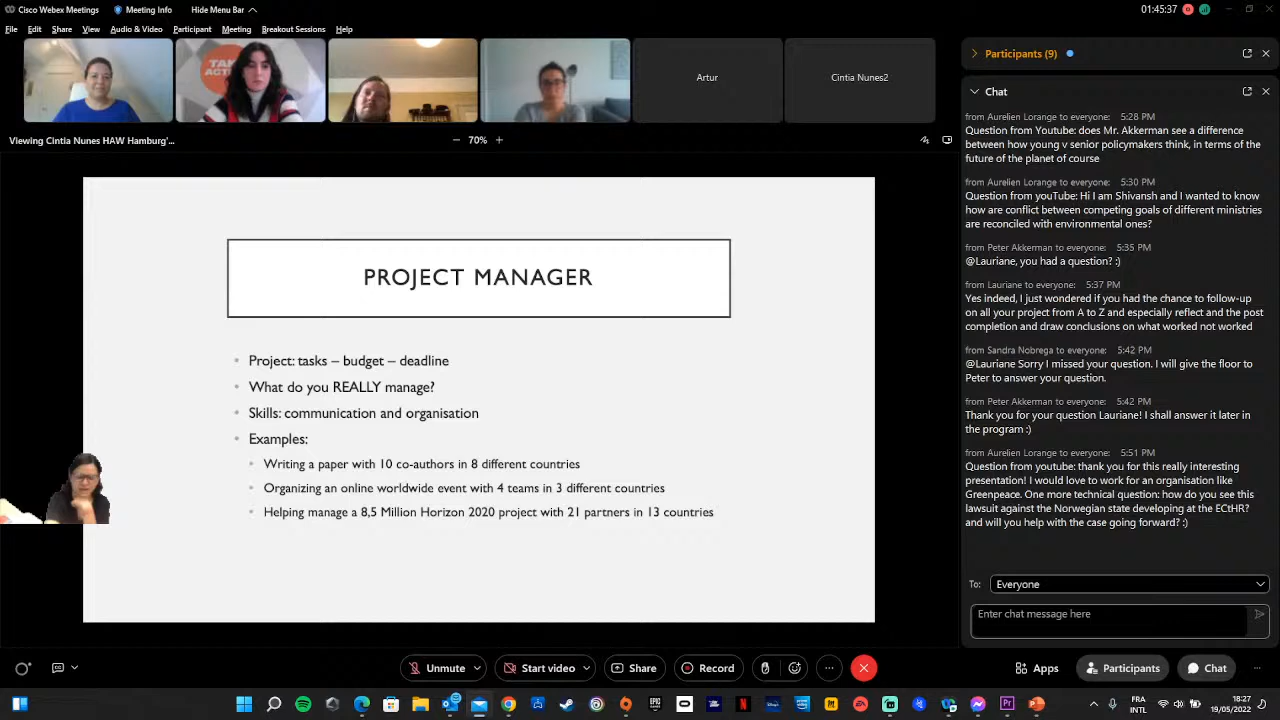 Cisco Webex Meetings Meeting Info Hide Menu Bar 01:45:37
File Edit Share View Audio & Video Participant Meeting Breakout Sessions Help
Artur
Cintia Nunes2
Viewing Cintia Nunes HAW Hamburg'...
70%
PROJECT MANAGER
Project: tasks – budget – deadline
What do you REALLY manage?
Skills: communication and organisation
Examples:
Writing a paper with 10 co-authors in 8 different countries
Organizing an online worldwide event with 4 teams in 3 different countries
Helping manage a 8,5 Million Horizon 2020 project with 21 partners in 13 countries
Participants (9)
Chat
from Aurelien Lorange to everyone: 5:28 PM
Question from Youtube: does Mr. Akkerman see a difference
between how young v senior policymakers think, in terms of the
future of the planet of course
from Aurelien Lorange to everyone: 5:30 PM
Question from youTube: Hi I am Shivansh and I wanted to know
how are conflict between competing goals of different ministries
are reconciled with environmental ones?
from Peter Akkerman to everyone: 5:35 PM
@Lauriane, you had a question? :)
from Lauriane to everyone: 5:37 PM
Yes indeed, I just wondered if you had the chance to follow-up
on all your project from A to Z and especially reflect and the post
completion and draw conclusions on what worked not worked
from Sandra Nobrega to everyone: 5:42 PM
@Lauriane Sorry I missed your question. I will give the floor to
Peter to answer your question.
from Peter Akkerman to everyone: 5:42 PM
Thank you for your question Lauriane! I shall answer it later in
the program :)
from Aurelien Lorange to everyone: 5:51 PM
Question from youtube: thank you for this really interesting
presentation! I would love to work for an organisation like
Greenpeace. One more technical question: how do you see this
lawsuit against the Norwegian state developing at the ECtHR?
and will you help with the case going forward? ;)
To: Everyone
Enter chat message here
Unmute Start video Share Record Apps Participants Chat
FRA 18:27
INTL 19/05/2022